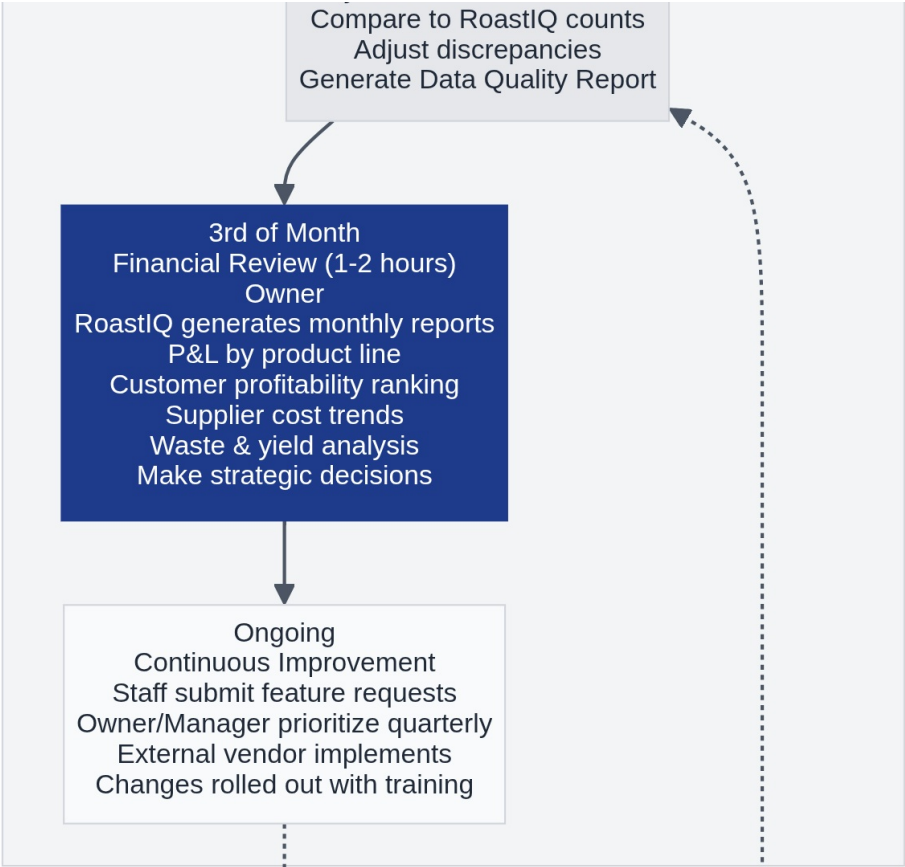 Compare to RoastIQ counts
Adjust discrepancies
Generate Data Quality Report
3rd of Month
Financial Review (1-2 hours)
Owner
RoastIQ generates monthly reports
P&L by product line
Customer profitability ranking
Supplier cost trends
Waste & yield analysis
Make strategic decisions
Ongoing
Continuous Improvement
Staff submit feature requests
Owner/Manager prioritize quarterly
External vendor implements
Changes rolled out with training